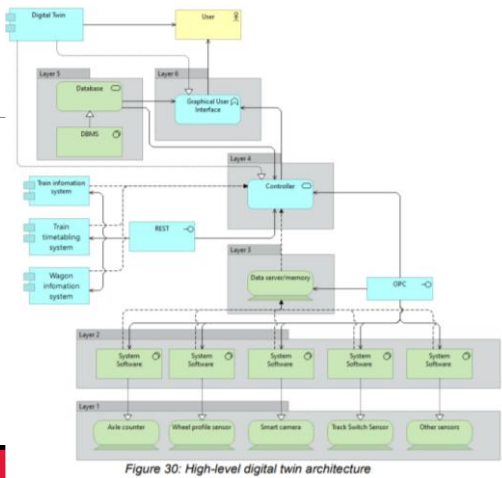 Digital Twin
User
Layer 5
Database
DBMS
Layer 6
Graphical User
Interface
Layer 4
Controller
Train infomation
system
Train
timetabling
system
Wagon
infomation
system
REST
Layer 3
Data server/memory
OPC
Layer 2
System
Software
System
Software
System
Software
System
Software
System
Software
Layer 1
Axle counter
Wheel profile sensor
Smart camera
Track Switch Sensor
Other sensors
Figure 30: High-level digital twin architecture